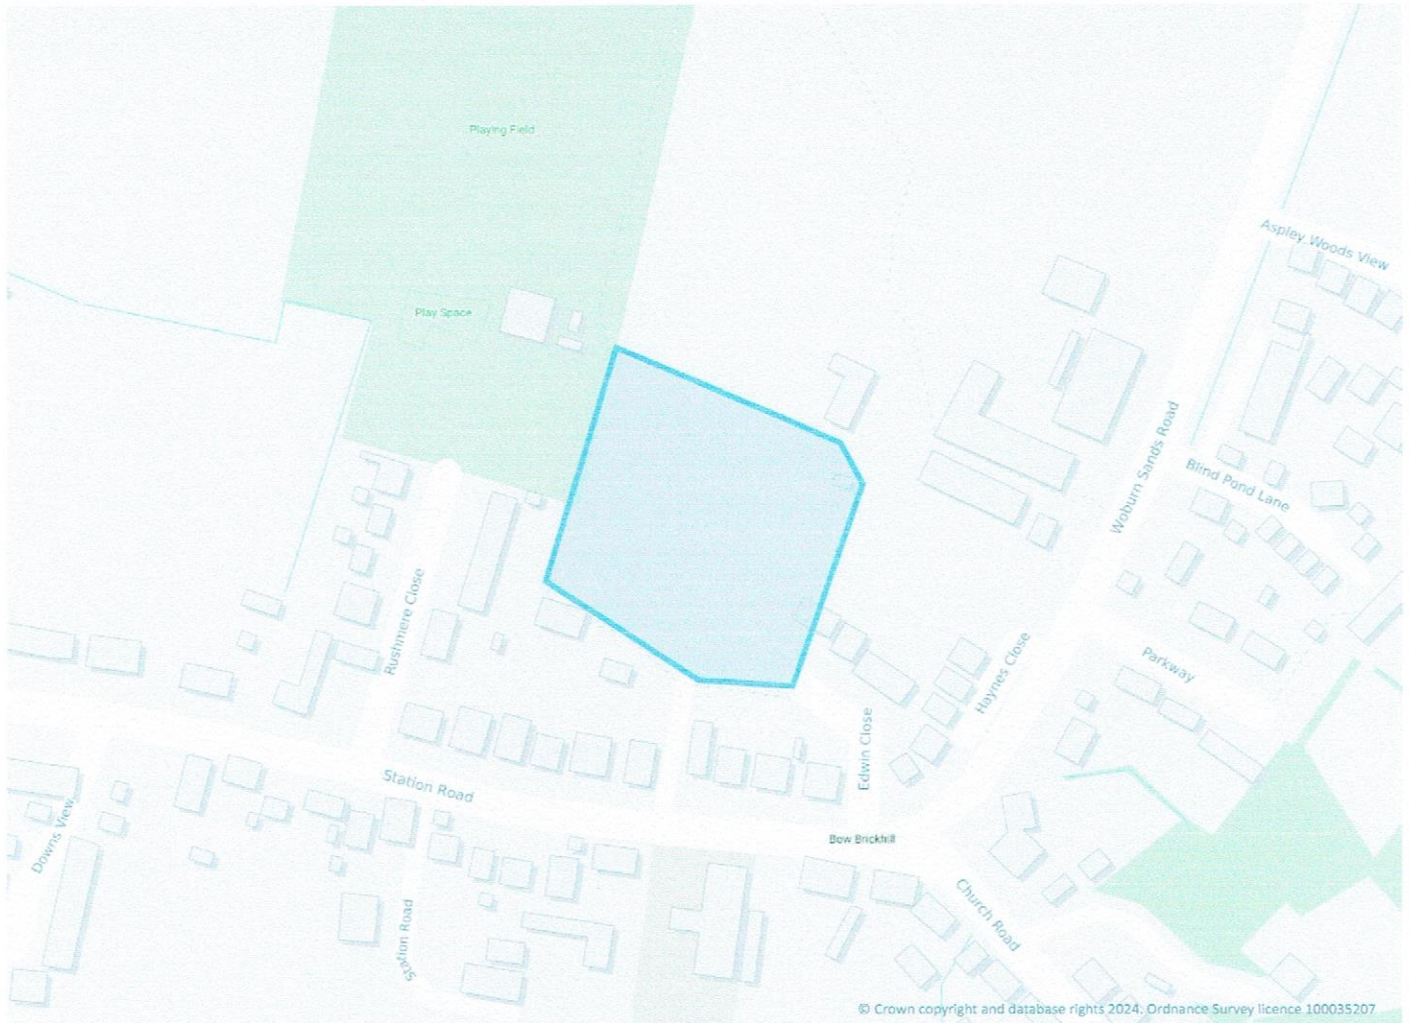 Playing Field
Aspley Woods View
Play Space
Woburn Sands Road
Blind Pond Lane
Rushmere Close
Haynes Close
Parkway
Edwin Close
Station Road
Downs View
Bow Brickhill
Church Road
Station Road
© Crown copyright and database rights 2024. Ordnance Survey licence 100035207